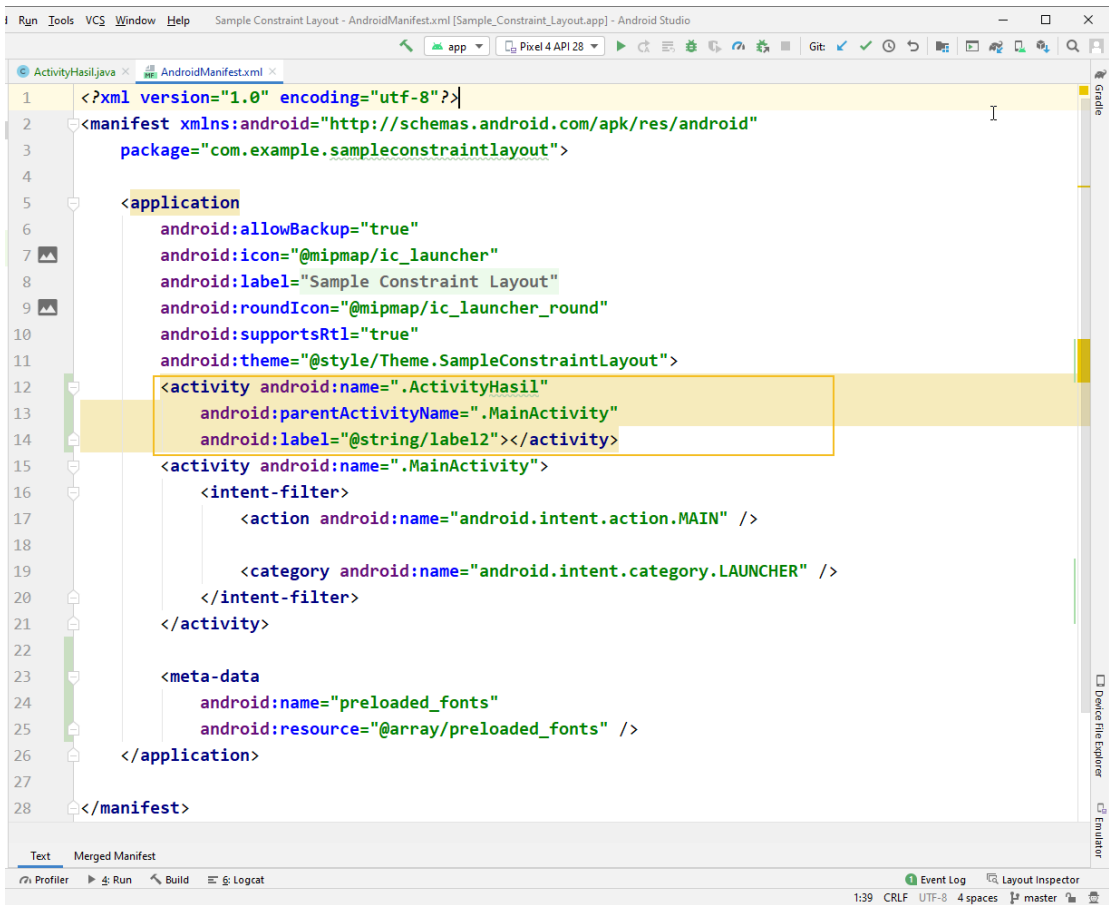 Run Tools VCS Window Help Sample Constraint Layout - AndroidManifest.xml [Sample_Constraint_Layout.app] - Android Studio
app Pixel 4 API 28 Git:
ActivityHasil.java AndroidManifest.xml
1 <?xml version="1.0" encoding="utf-8"?>
2 <manifest xmlns:android="http://schemas.android.com/apk/res/android"
3 package="com.example.sampleconstraintlayout">
4
5 <application
6 android:allowBackup="true"
7 android:icon="@mipmap/ic_launcher"
8 android:label="Sample Constraint Layout"
9 android:roundIcon="@mipmap/ic_launcher_round"
10 android:supportsRtl="true"
11 android:theme="@style/Theme.SampleConstraintLayout">
12 <activity android:name=".ActivityHasil"
13 android:parentActivityName=".MainActivity"
14 android:label="@string/label2"></activity>
15 <activity android:name=".MainActivity">
16 <intent-filter>
17 <action android:name="android.intent.action.MAIN" />
18
19 <category android:name="android.intent.category.LAUNCHER" />
20 </intent-filter>
21 </activity>
22
23 <meta-data
24 android:name="preloaded_fonts"
25 android:resource="@array/preloaded_fonts" />
26 </application>
27
28 </manifest>
Gradle
Device File Explorer
Emulator
Text Merged Manifest
Profiler 4: Run Build 6: Logcat 1 Event Log Layout Inspector
1:39 CRLF UTF-8 4 spaces master